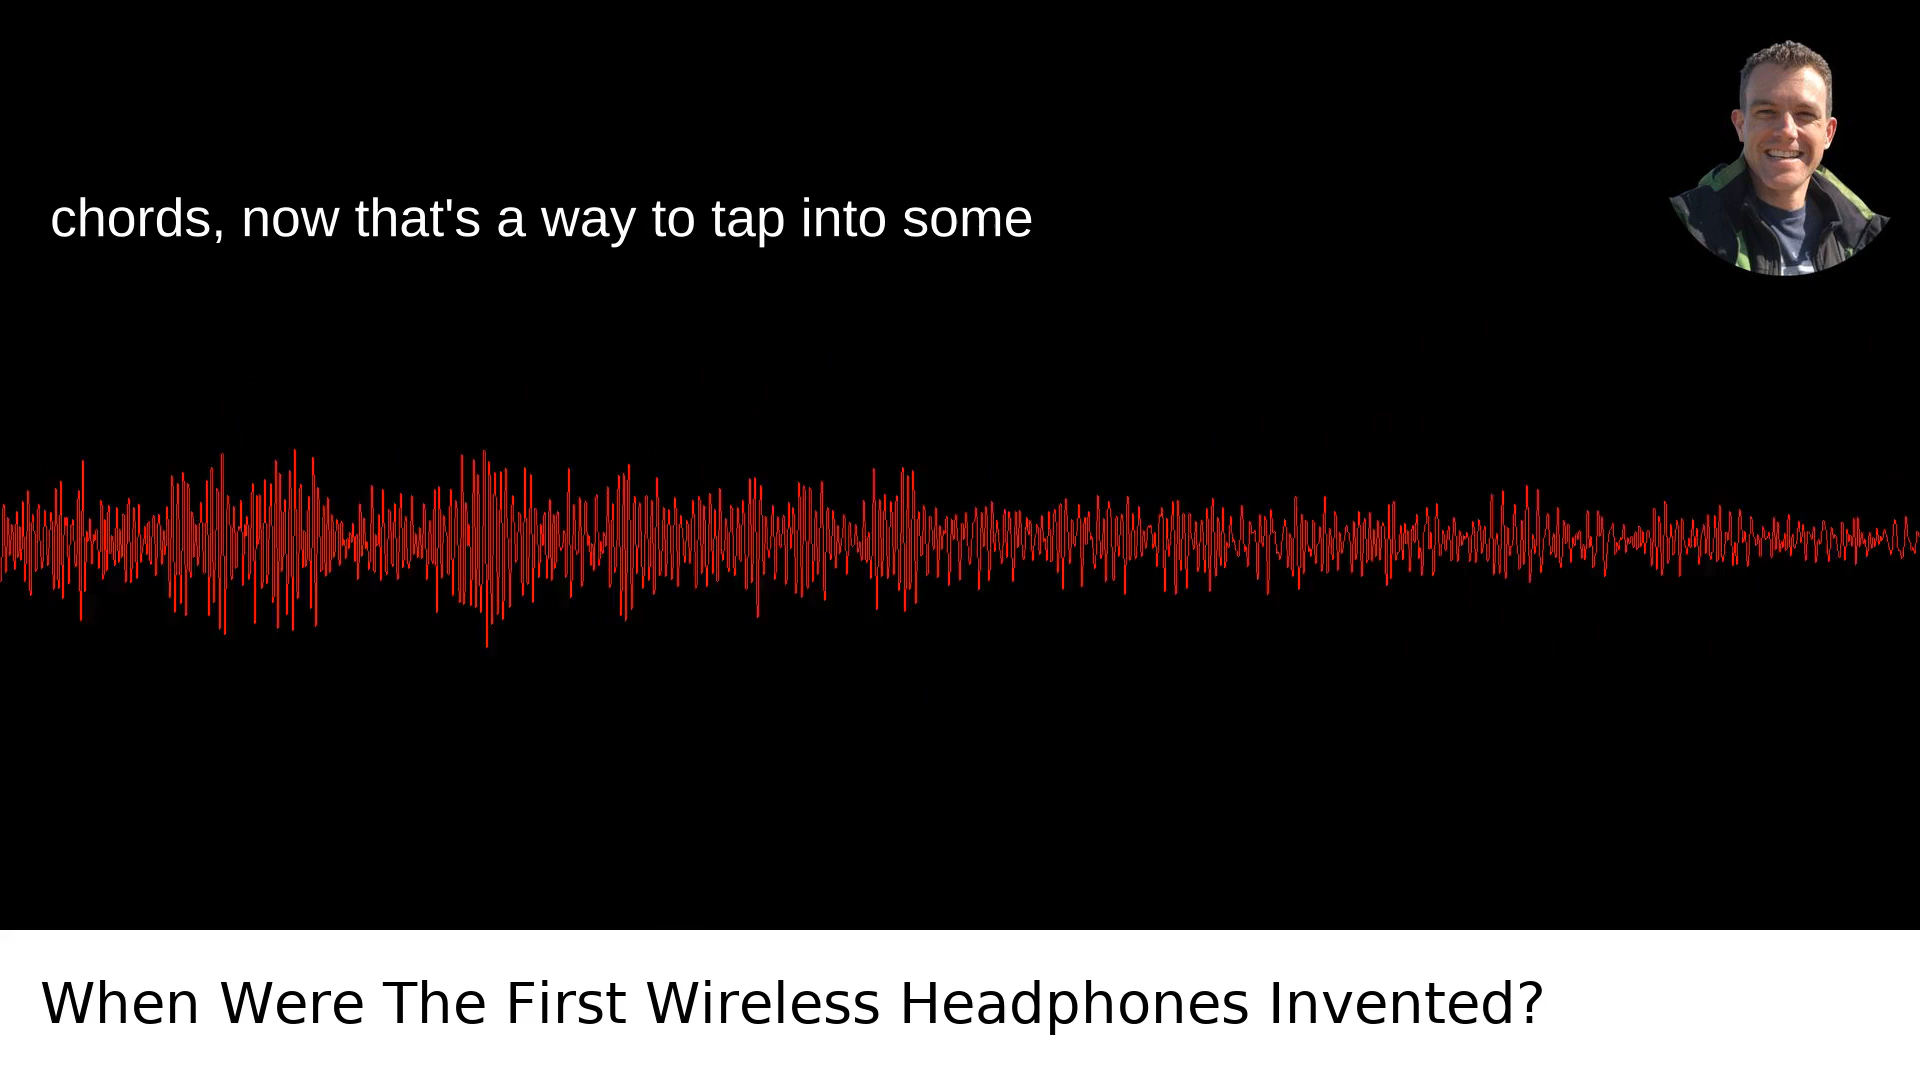 chords, now that's a way to tap into some
When Were The First Wireless Headphones Invented?